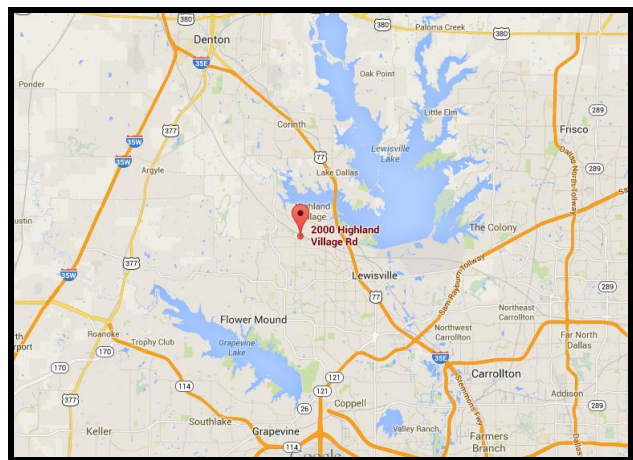 380
380
Paloma Creek
380
Denton
35E
Oak Point
Ponder
289
Little Elm
377
Corinth
Frisco
35W
77
Lewisville
Lake
35W
Argyle
Lake Dallas
289
Dallas North Tollway
Highland
Village
2000 Highland
Village Rd
The Colony
377
35W
Lewisville
Sam Rayburn Tollway
289
77
Flower Mound
Northeast
Carrollton
Roanoke
Trophy Club
Grapevine
Lake
Northwest
Carrollton
Far North
Dallas
170
35E
170
121
Carrollton
114
121
Stemmons Fwy
Addison
377
26
Coppell
289
Southlake
Keller
Grapevine
Valley Ranch
Farmers
Branch
Dallas
114
Google